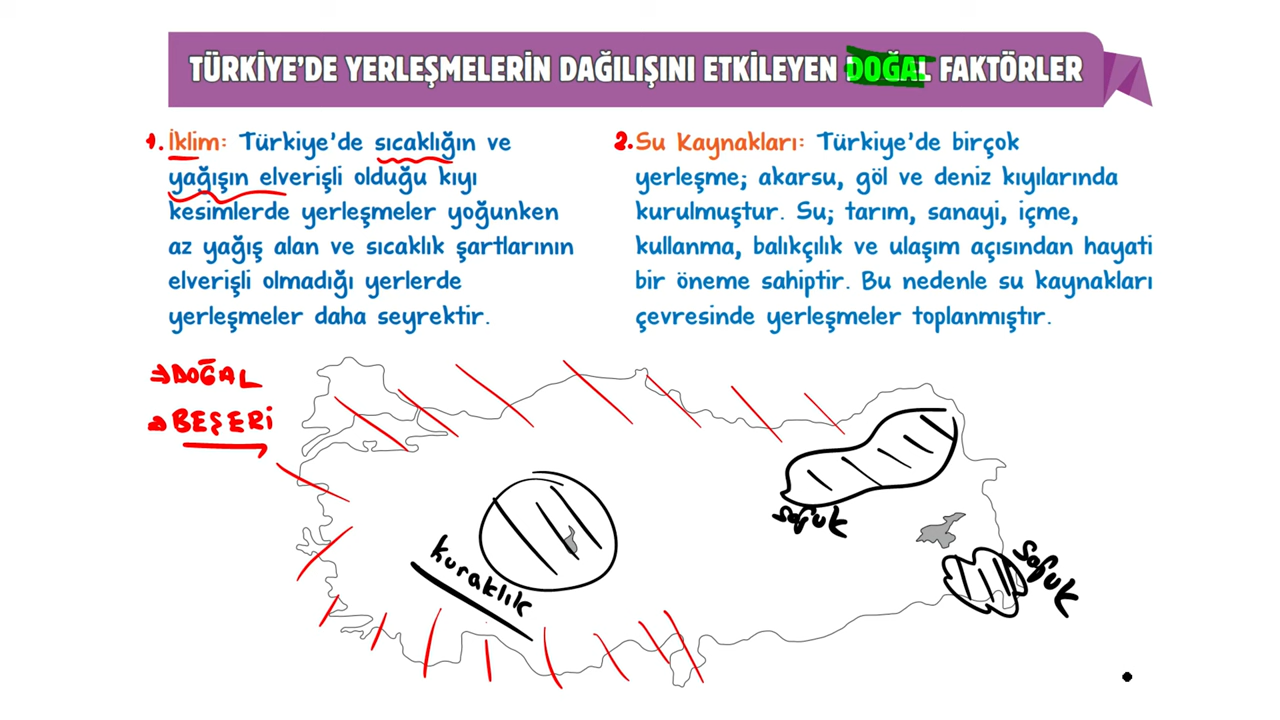 TÜRKİYE'DE YERLEŞMELERİN DAĞILIŞINI ETKİLEYEN DOĞAL FAKTÖRLER
1. İklim: Türkiye'de sıcaklığın ve
yağışın elverişli olduğu kıyı
kesimlerde yerleşmeler yoğunken
az yağış alan ve sıcaklık şartlarının
elverişli olmadığı yerlerde
yerleşmeler daha seyrektir.
2. Su Kaynakları: Türkiye'de birçok
yerleşme; akarsu, göl ve deniz kıyılarında
kurulmuştur. Su; tarım, sanayi, içme,
kullanma, balıkçılık ve ulaşım açısından hayati
bir öneme sahiptir. Bu nedenle su kaynakları
çevresinde yerleşmeler toplanmıştır.
⇒ DOĞAL
⇒ BEŞERİ
soğuk
kuraklık
soğuk